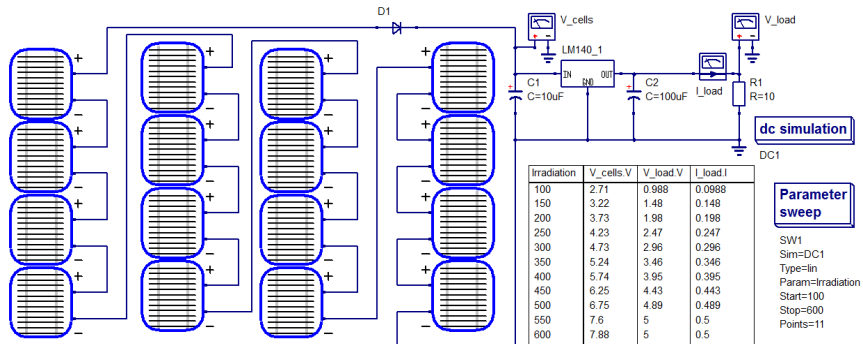 D1
V_cells
V_load
LM140_1
IN
OUT
GND
C1
C=10uF
C2
C=100uF
I_load
R1
R=10
dc simulation
DC1
Irradiation V_cells.V V_load.V I_load.I
100 2.71 0.988 0.0988
150 3.22 1.48 0.148
200 3.73 1.98 0.198
250 4.23 2.47 0.247
300 4.73 2.96 0.296
350 5.24 3.46 0.346
400 5.74 3.95 0.395
450 6.25 4.43 0.443
500 6.75 4.89 0.489
550 7.6 5 0.5
600 7.88 5 0.5
Parameter
sweep
SW1
Sim=DC1
Type=lin
Param=Irradiation
Start=100
Stop=600
Points=11